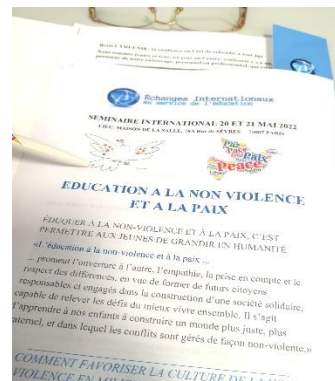 Echanges Internationaux
au service de l'éducation
SEMINAIRE INTERNATIONAL 20 ET 21 MAI 2022
MAISON DE LA SALLE, 78A Rue de SÈVRES 75007 PARIS
Paz
Pace
Paix
Peace
EDUCATION A LA NON VIOLENCE
ET A LA PAIX
ÉDUQUER À LA NON-VIOLENCE ET À LA PAIX, C'EST
PERMETTRE AUX JEUNES DE GRANDIR EN HUMANITÉ
«L'éducation à la non-violence et à la paix ...
... promeut l'ouverture à l'autre, l'empathie, la prise en compte et le
respect des différences, en vue de former de futurs citoyens
responsables et engagés dans la construction d'une société solidaire,
capable de relever les défis du mieux vivre ensemble. Il s'agit
d'apprendre à nos enfants à construire un monde plus juste, plus
aternel, et dans lequel les conflits sont gérés de façon non-violente.»
COMMENT FAVORISER LA CULTURE DE LA
VIOLENCE EN